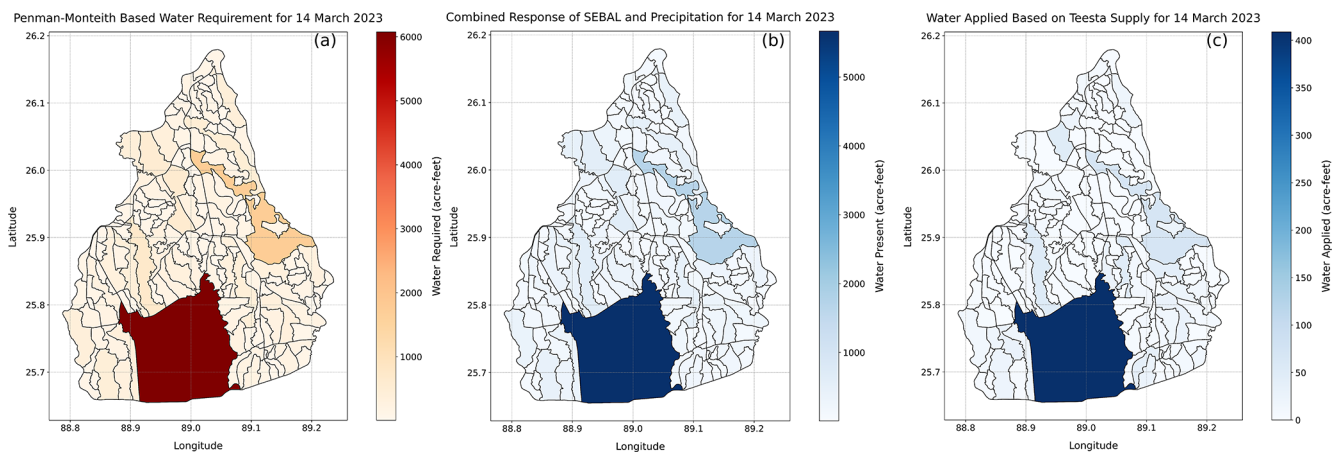 Penman-Monteith Based Water Requirement for 14 March 2023
(a)
26.2
26.1
26.0
25.9
25.8
25.7
Latitude
88.8 88.9 89.0 89.1 89.2
Longitude
6000
5000
4000
3000
2000
1000
Water Required (acre-feet)
Combined Response of SEBAL and Precipitation for 14 March 2023
(b)
26.2
26.1
26.0
25.9
25.8
25.7
Latitude
88.8 88.9 89.0 89.1 89.2
Longitude
5000
4000
3000
2000
1000
Water Present (acre-feet)
Water Applied Based on Teesta Supply for 14 March 2023
(c)
26.2
26.1
26.0
25.9
25.8
25.7
Latitude
88.8 88.9 89.0 89.1 89.2
Longitude
400
350
300
250
200
150
100
50
0
Water Applied (acre-feet)